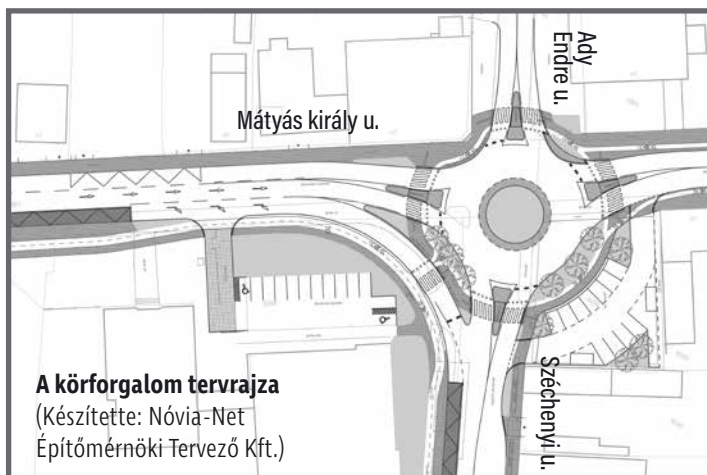 Ady
Endre u.
Mátyás király u.
Széchenyi u.
A körforgalom tervrajza
(Készítette: Nóvia-Net
Építőmérnöki Tervező Kft.)